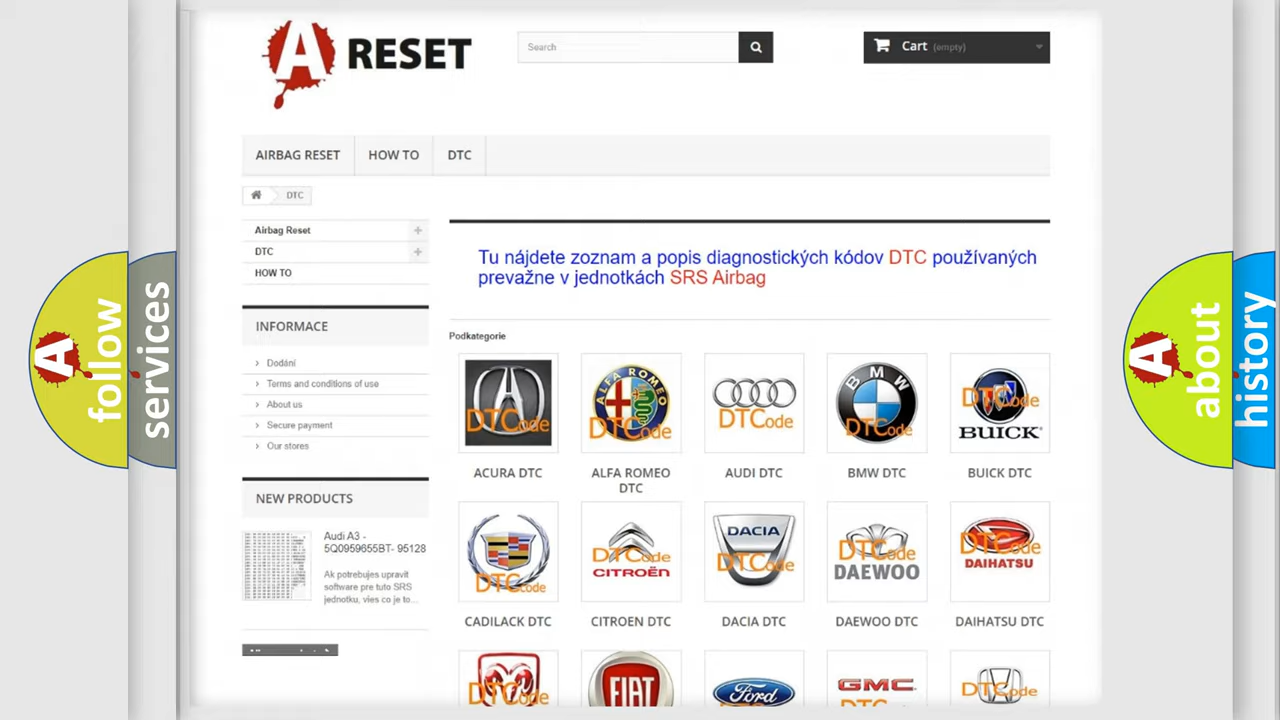 A RESET
Search
Cart (empty)
AIRBAG RESET
HOW TO
DTC
DTC
Airbag Reset
DTC
HOW TO
INFORMACE
Dodání
Terms and conditions of use
About us
Secure payment
Our stores
NEW PRODUCTS
Audi A3 -
5Q0959655BT- 95128
Ak potrebujes upravit
software pre tuto SRS
jednotku, vies co je to...
Tu nájdete zoznam a popis diagnostických kódov DTC používaných
prevažne v jednotkách SRS Airbag
Podkategorie
DTCode
ALFA ROMEO
DTCode
DTCode
BMW
DTCode
DTCode
BUICK
ACURA DTC
ALFA ROMEO
DTC
AUDI DTC
BMW DTC
BUICK DTC
DTCode
DTCode
CITROËN
DACIA
DTCode
DTCode
DAEWOO
DTCode
DAIHATSU
CADILACK DTC
CITROEN DTC
DACIA DTC
DAEWOO DTC
DAIHATSU DTC
DTCode
FIAT
Ford
GMC
DTCode
A follow
services
A about
history